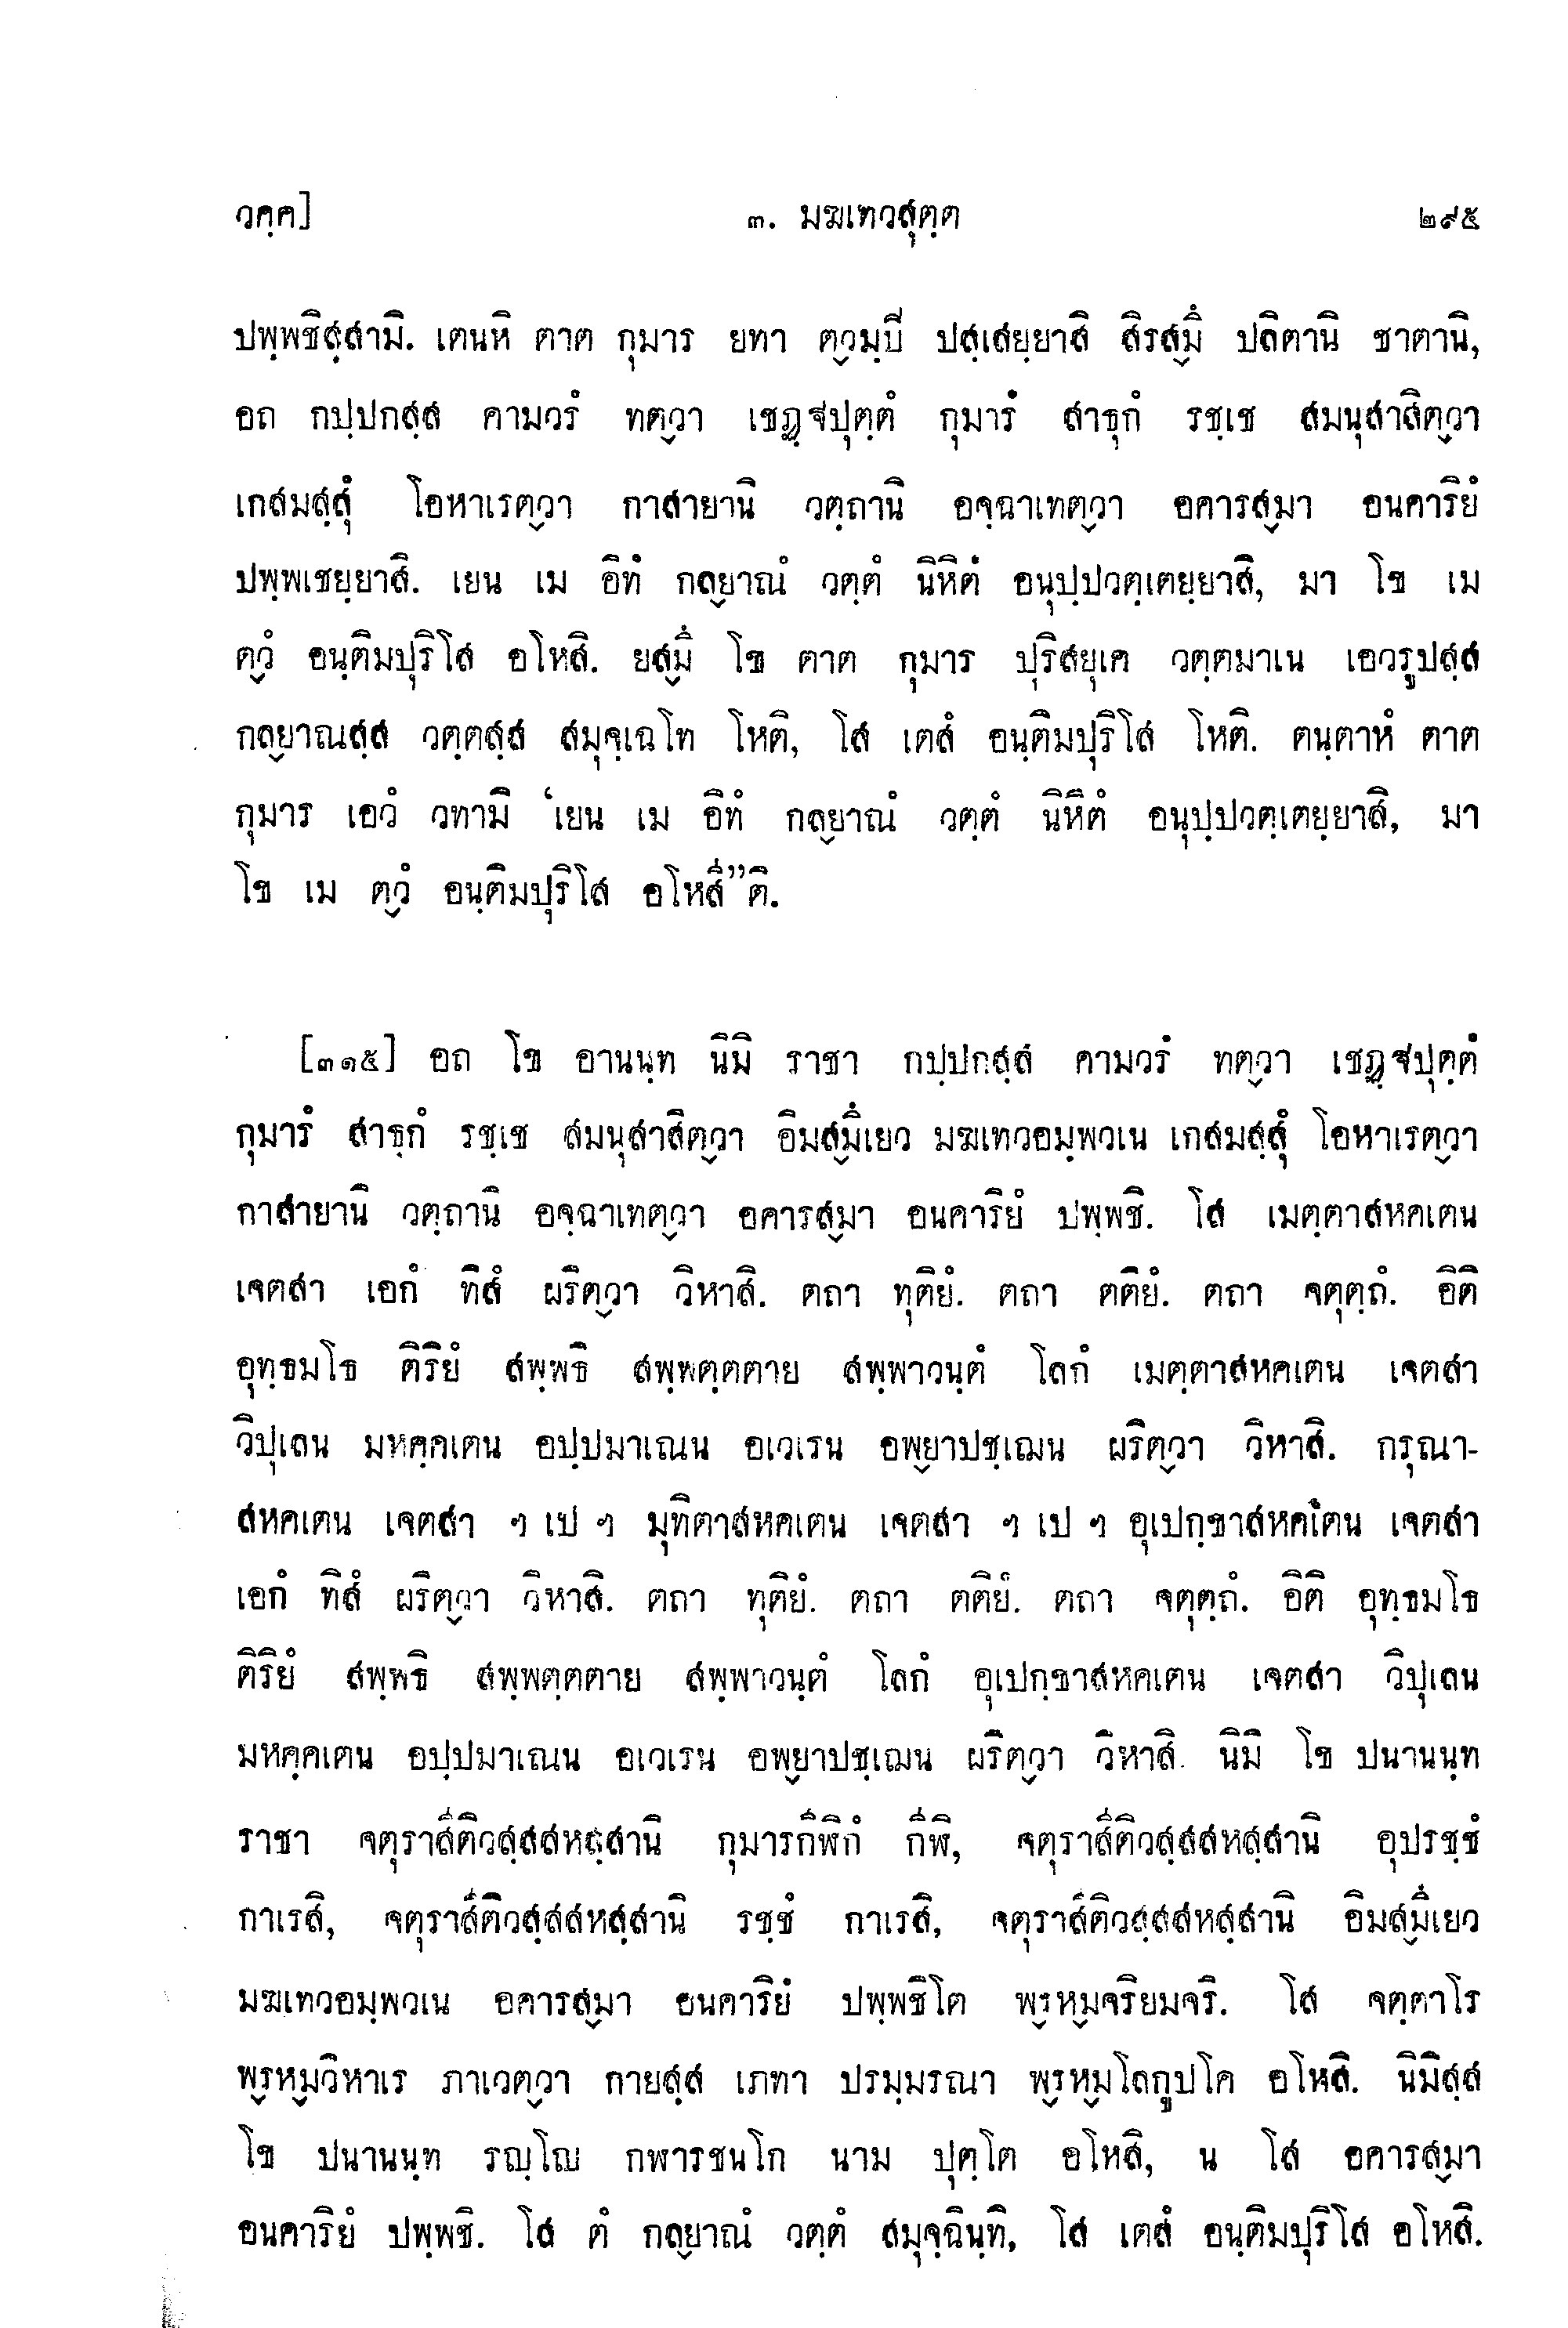 วคฺค] ๓. มฆเทวสุตฺต ๒๙๕
ปพฺพชิสฺสามิ. เตนหิ ตาต กุมาร ยทา ตฺวมฺปิ ปสฺเสยฺยาสิ สิรสฺมึ ปลิตานิ ชาตานิ,
อถ กปฺปกสฺส คามวรํ ทตฺวา เชฏฺฐปุตฺตํ กุมารํ สาธุกํ รชฺเช สมนุสาสิตฺวา
เกสมสฺสุํ โอหาเรตฺวา กาสายานิ วตฺถานิ อจฺฉาเทตฺวา อคารสฺมา อนคาริยํ
ปพฺพเชยฺยาสิ. เยน เม อิทํ กลฺยาณํ วตฺตํ นิหิตํ อนุปฺปวตฺเตยฺยาสิ, มา โข เม
ตฺวํ อนฺติมปุริโส อโหสิ. ยสฺมึ โข ตาต กุมาร ปุริสยุเค วตฺตมาเน เอวรูปสฺส
กลฺยาณสฺส วตฺตสฺส สมุจฺเฉโท โหติ, โส เตสํ อนฺติมปุริโส โหติ. ตนฺตาหํ ตาต
กุมาร เอวํ วทามิ ‘เยน เม อิทํ กลฺยาณํ วตฺตํ นิหิตํ อนุปฺปวตฺเตยฺยาสิ, มา
โข เม ตฺวํ อนฺติมปุริโส อโหสี’’ติ.
[๓๑๕] อถ โข อานนฺท นิมิ ราชา กปฺปกสฺส คามวรํ ทตฺวา เชฏฺฐปุตฺตํ
กุมารํ สาธุกํ รชฺเช สมนุสาสิตฺวา อิมสฺมึเยว มฆเทวอมฺพวเน เกสมสฺสุํ โอหาเรตฺวา
กาสายานิ วตฺถานิ อจฺฉาเทตฺวา อคารสฺมา อนคาริยํ ปพฺพชิ. โส เมตฺตาสหคเตน
เจตสา เอกํ ทิสํ ผริตฺวา วิหาสิ. ตถา ทุติยํ. ตถา ตติยํ. ตถา จตุตฺถํ. อิติ
อุทฺธมโธ ติริยํ สพฺพธิ สพฺพตฺตตาย สพฺพาวนฺตํ โลกํ เมตฺตาสหคเตน เจตสา
วิปุเลน มหคฺคเตน อปฺปมาเณน อเวเรน อพฺยาปชฺเฌน ผริตฺวา วิหาสิ. กรุณา-
สหคเตน เจตสา ฯ เป ฯ มุทิตาสหคเตน เจตสา ฯ เป ฯ อุเปกฺขาสหคเตน เจตสา
เอกํ ทิสํ ผริตฺวา วิหาสิ. ตถา ทุติยํ. ตถา ตติยํ. ตถา จตุตฺถํ. อิติ อุทฺธมโธ
ติริยํ สพฺพธิ สพฺพตฺตตาย สพฺพาวนฺตํ โลกํ อุเปกฺขาสหคเตน เจตสา วิปุเลน
มหคฺคเตน อปฺปมาเณน อเวเรน อพฺยาปชฺเฌน ผริตฺวา วิหาสิ. นิมิ โข ปนานนฺท
ราชา จตุราสีติวสฺสสหสฺสานิ กุมารกีฬิกํ กีฬิ, จตุราสีติวสฺสสหสฺสานิ อุปรชฺชํ
กาเรสิ, จตุราสีติวสฺสสหสฺสานิ รชฺชํ กาเรสิ, จตุราสีติวสฺสสหสฺสานิ อิมสฺมึเยว
มฆเทวอมฺพวเน อคารสฺมา อนคาริยํ ปพฺพชิโต พฺรหฺมจริยมจริ. โส จตฺตาโร
พฺรหฺมวิหาเร ภาเวตฺวา กายสฺส เภทา ปรมฺมรณา พฺรหฺมโลกูปโค อโหสิ. นิมิสฺส
โข ปนานนฺท รญฺโญ กฬารชนโก นาม ปุตฺโต อโหสิ, น โส อคารสฺมา
อนคาริยํ ปพฺพชิ. โส ตํ กลฺยาณํ วตฺตํ สมุจฺฉินฺทิ, โส เตสํ อนฺติมปุริโส อโหสิ.